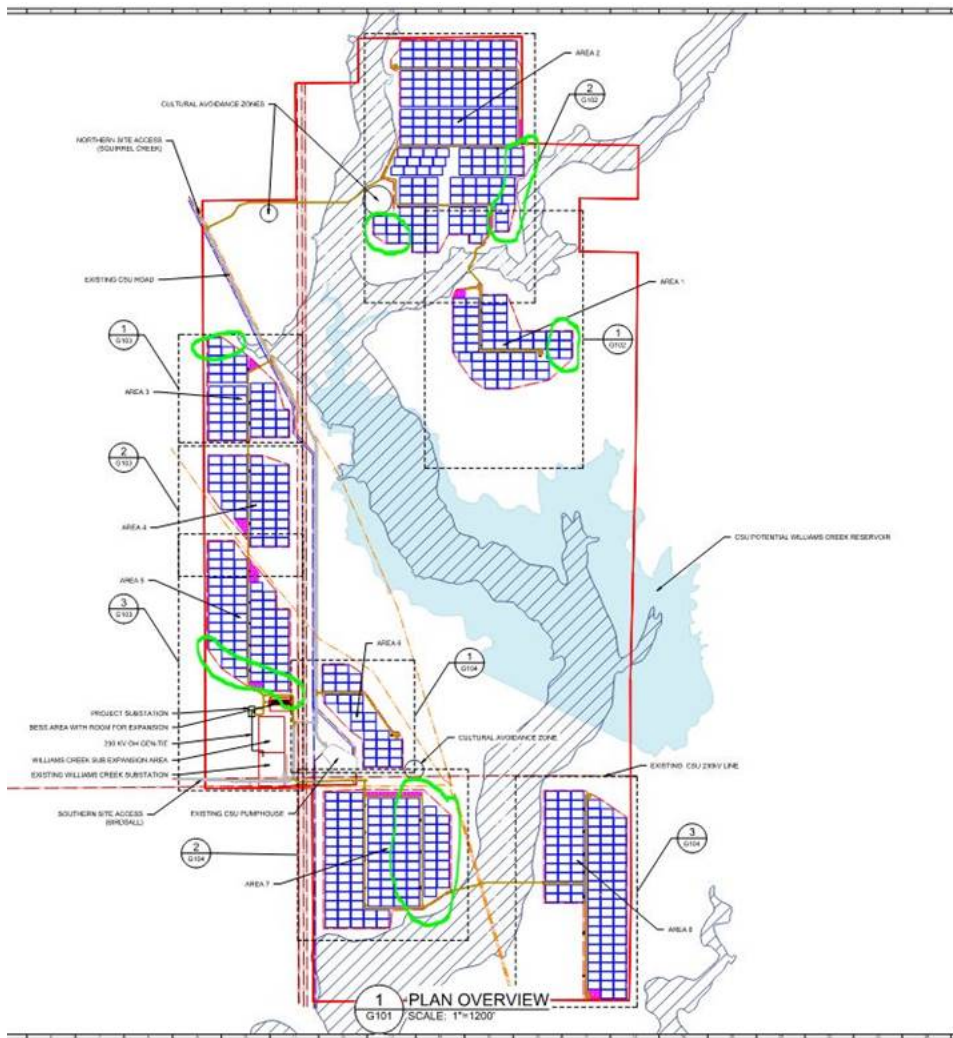 AREA 2
CULTURAL AVOIDANCE ZONES
2
G102
NORTHERN SITE ACCESS
(SQUIRREL CREEK)
EXISTING CSU ROAD
AREA 1
1
G103
1
G102
AREA 3
2
G103
AREA 4
CSU POTENTIAL WILLIAMS CREEK RESERVOIR
AREA 5
3
G103
AREA 6
1
G104
PROJECT SUBSTATION
BESS AREA WITH ROOM FOR EXPANSION
230 KV OH GEN-TIE
WILLIAMS CREEK SUB EXPANSION AREA
EXISTING WILLIAMS CREEK SUBSTATION
CULTURAL AVOIDANCE ZONE
EXISTING CSU 230KV LINE
SOUTHERN SITE ACCESS
(BIRDSALL)
EXISTING CSU PUMPHOUSE
2
G104
3
G104
AREA 7
AREA 8
1
G101
PLAN OVERVIEW
SCALE: 1"=1200'